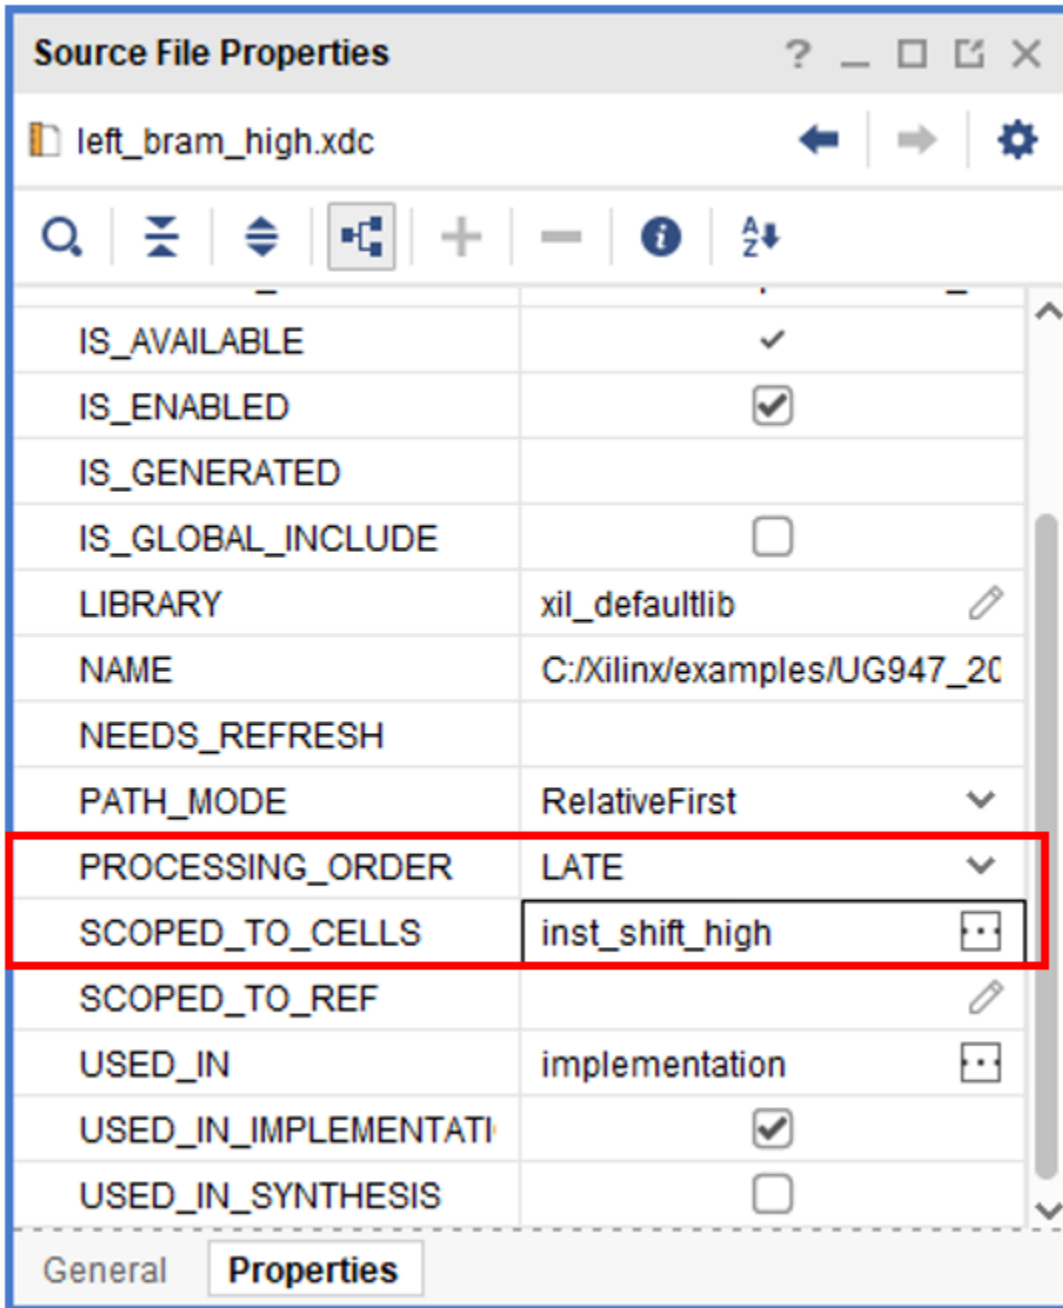 Source File Properties
left_bram_high.xdc
IS_AVAILABLE
IS_ENABLED
IS_GENERATED
IS_GLOBAL_INCLUDE
LIBRARY xil_defaultlib
NAME C:/Xilinx/examples/UG947_20
NEEDS_REFRESH
PATH_MODE RelativeFirst
PROCESSING_ORDER LATE
SCOPED_TO_CELLS inst_shift_high
SCOPED_TO_REF
USED_IN implementation
USED_IN_IMPLEMENTATI
USED_IN_SYNTHESIS
General Properties